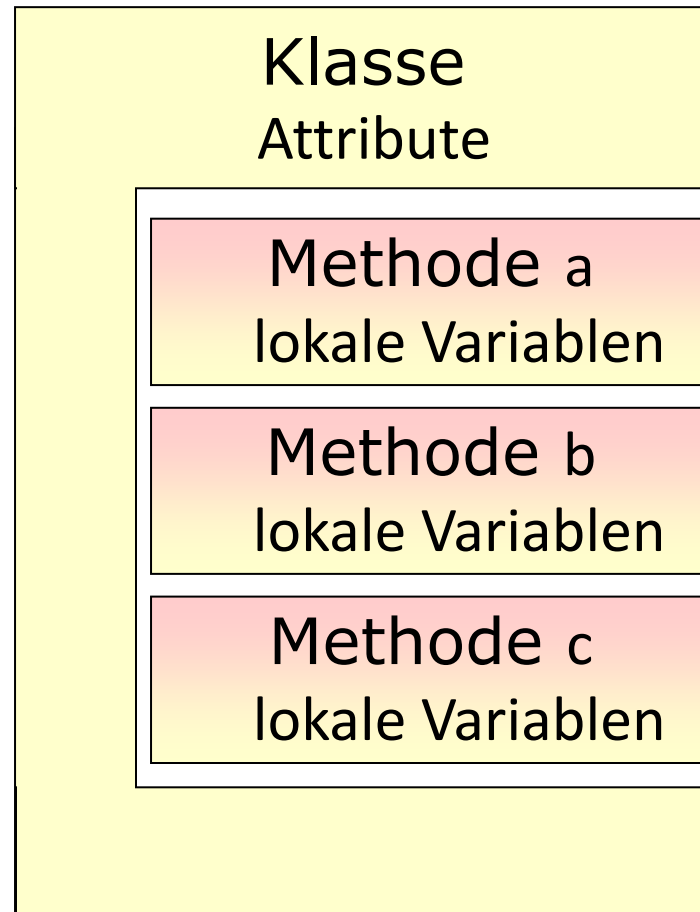 Klasse
Attribute
Methode a
lokale Variablen
Methode b
lokale Variablen
Methode c
lokale Variablen